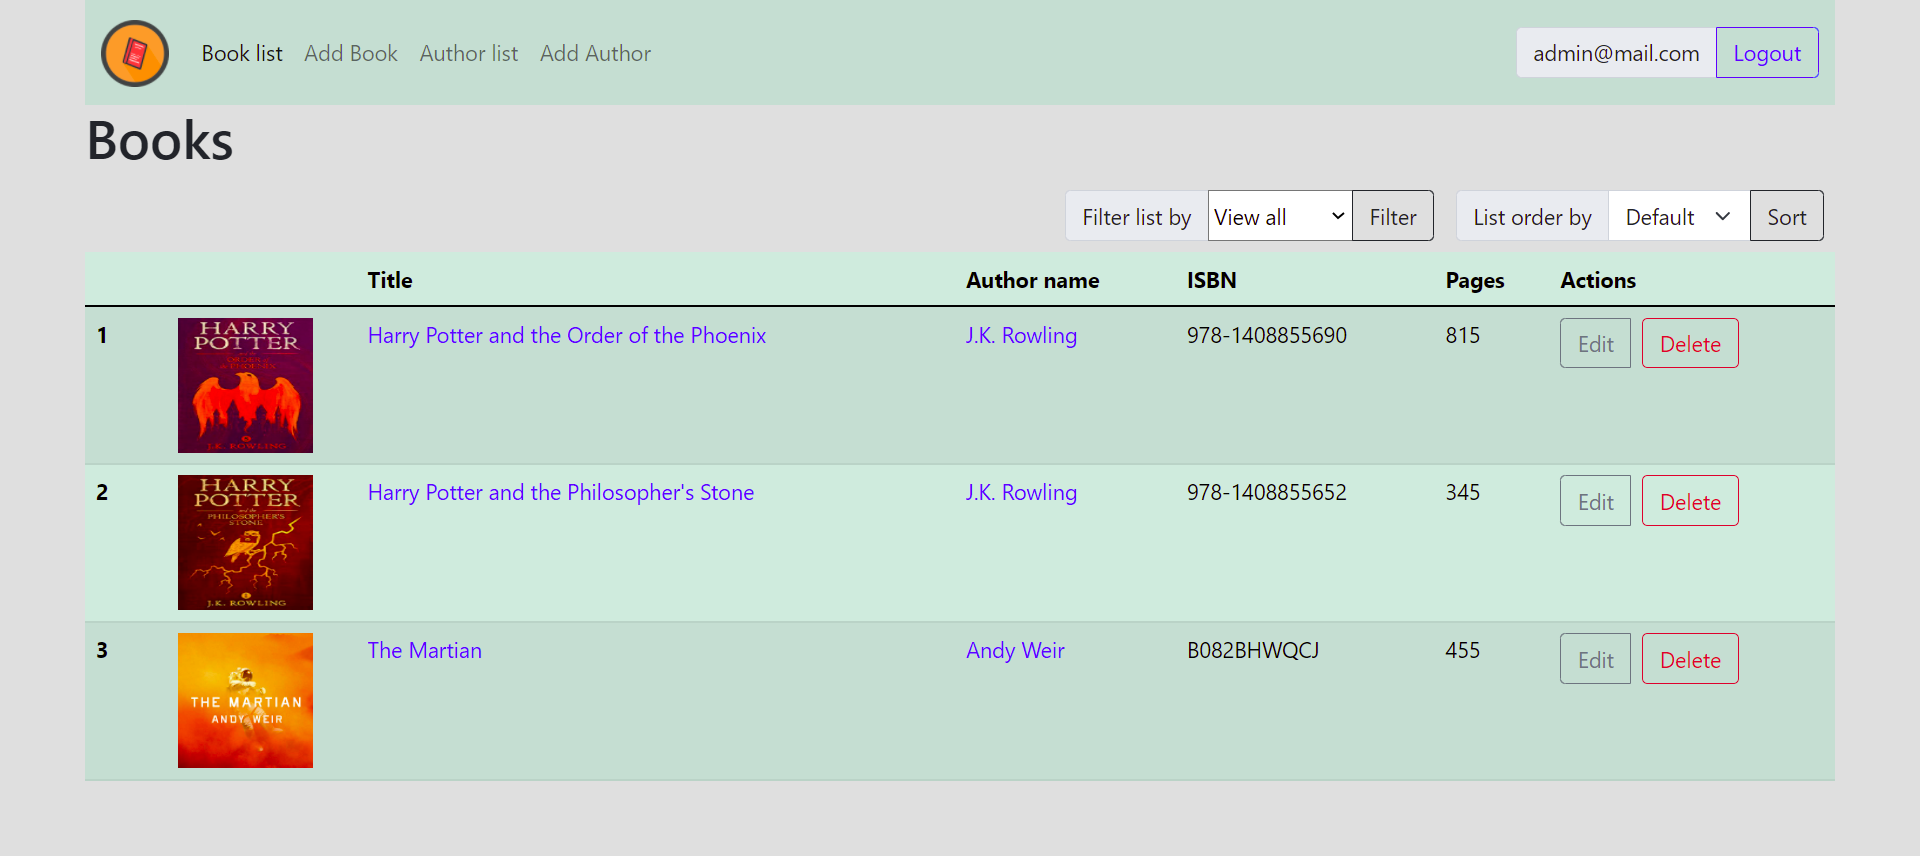 Book list Add Book Author list Add Author admin@mail.com Logout
Books
Filter list by View all Filter List order by Default Sort
Title Author name ISBN Pages Actions
1 Harry Potter and the Order of the Phoenix J.K. Rowling 978-1408855690 815 Edit Delete
HARRY
POTTER
J.K. ROWLING
2 Harry Potter and the Philosopher's Stone J.K. Rowling 978-1408855652 345 Edit Delete
HARRY
POTTER
and the
PHILOSOPHER'S
STONE
J.K. ROWLING
3 The Martian Andy Weir B082BHWQCJ 455 Edit Delete
THE MARTIAN
ANDY WEIR